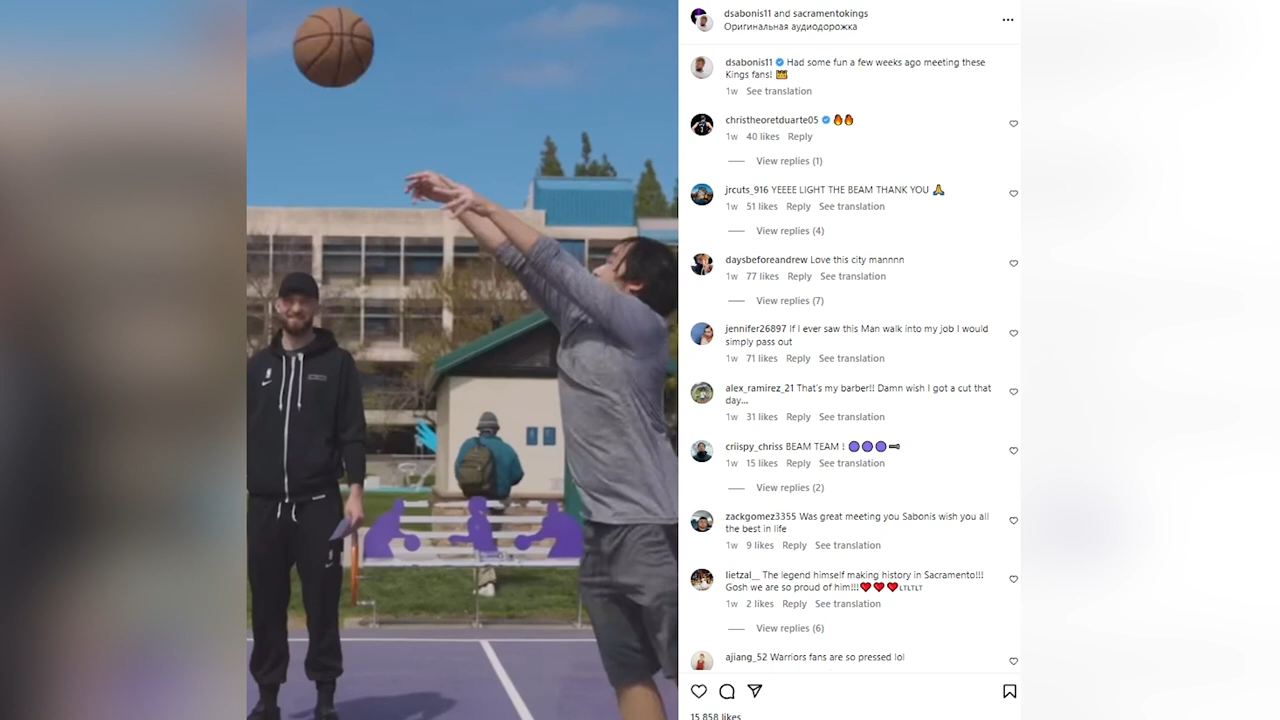 dsabonis11 and sacramentokings
Оригинальная аудиодорожка
dsabonis11 Had some fun a few weeks ago meeting these
Kings fans! 👑
1w See translation
christheoretduarte05 🔥🔥
1w 40 likes Reply
View replies (1)
jrcuts_916 YEEEE LIGHT THE BEAM THANK YOU 🙏
1w 51 likes Reply See translation
View replies (4)
daysbeforeandrew Love this city mannnn
1w 77 likes Reply See translation
View replies (7)
jennifer26897 If I ever saw this Man walk into my job I would
simply pass out
1w 71 likes Reply See translation
alex_ramirez_21 That's my barber!! Damn wish I got a cut that
day...
1w 31 likes Reply See translation
criispy_chriss BEAM TEAM !
1w 15 likes Reply See translation
View replies (2)
zackgomez3355 Was great meeting you Sabonis wish you all
the best in life
1w 9 likes Reply See translation
lietzal__ The legend himself making history in Sacramento!!!
Gosh we are so proud of him!!!❤❤❤ʟᴛʟᴛʟᴛ
1w 2 likes Reply See translation
View replies (6)
ajiang_52 Warriors fans are so pressed lol
15 858 likes